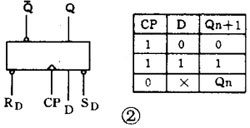 Q̄ Q
R_D CP D S_D
CP D Qn+1
1 0 0
1 1 1
0 × Qn
②